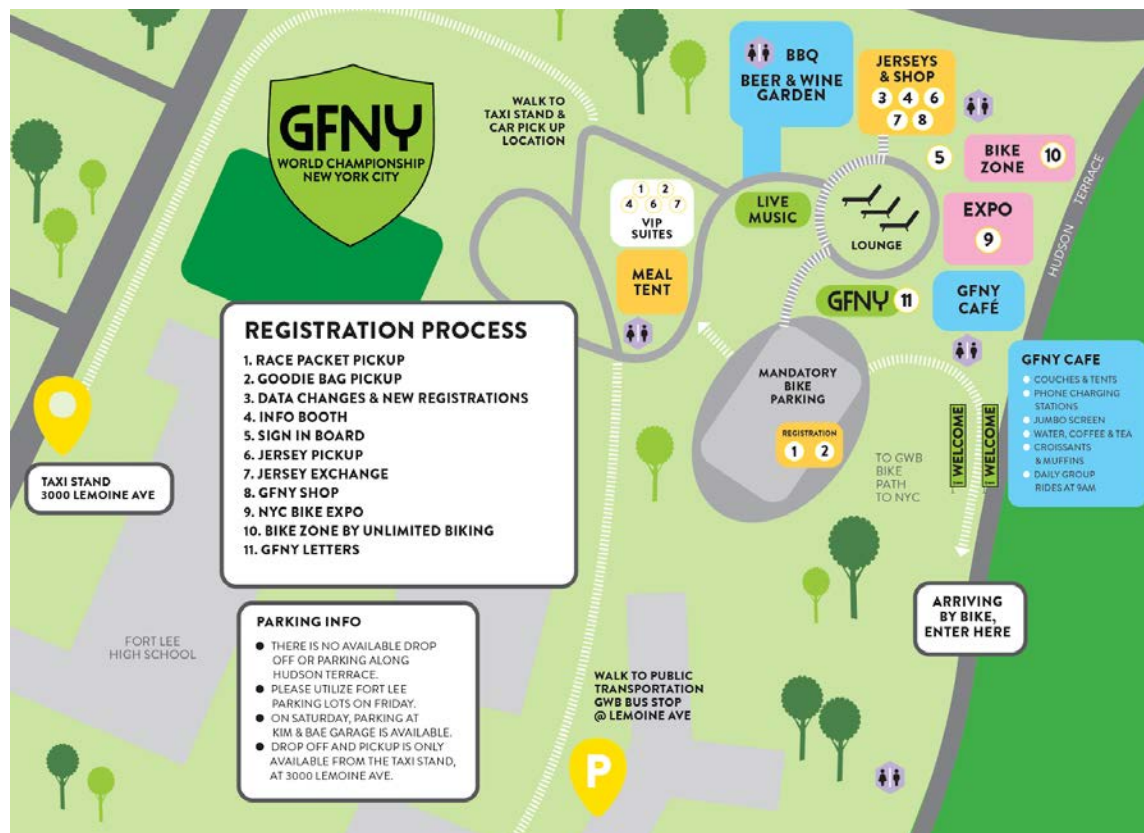 GFNY
WORLD CHAMPIONSHIP
NEW YORK CITY
WALK TO
TAXI STAND &
CAR PICK UP
LOCATION
BBQ
BEER & WINE
GARDEN
JERSEYS
& SHOP
3 4 6
7 8
5
BIKE
ZONE
10
HUDSON TERRACE
1 2
4 6 7
VIP
SUITES
LIVE
MUSIC
LOUNGE
EXPO
9
MEAL
TENT
GFNY 11
GFNY
CAFÉ
REGISTRATION PROCESS
1. RACE PACKET PICKUP
2. GOODIE BAG PICKUP
3. DATA CHANGES & NEW REGISTRATIONS
4. INFO BOOTH
5. SIGN IN BOARD
6. JERSEY PICKUP
7. JERSEY EXCHANGE
8. GFNY SHOP
9. NYC BIKE EXPO
10. BIKE ZONE BY UNLIMITED BIKING
11. GFNY LETTERS
MANDATORY
BIKE
PARKING
REGISTRATION
1 2
GFNY CAFE
COUCHES & TENTS
PHONE CHARGING
STATIONS
JUMBO SCREEN
WATER, COFFEE & TEA
CROISSANTS
& MUFFINS
DAILY GROUP
RIDES AT 9AM
WELCOME
WELCOME
TO GWB
BIKE
PATH
TO NYC
TAXI STAND
3000 LEMOINE AVE
ARRIVING
BY BIKE,
ENTER HERE
FORT LEE
HIGH SCHOOL
PARKING INFO
THERE IS NO AVAILABLE DROP
OFF OR PARKING ALONG
HUDSON TERRACE.
PLEASE UTILIZE FORT LEE
PARKING LOTS ON FRIDAY.
ON SATURDAY, PARKING AT
KIM & BAE GARAGE IS AVAILABLE.
DROP OFF AND PICKUP IS ONLY
AVAILABLE FROM THE TAXI STAND,
AT 3000 LEMOINE AVE.
WALK TO PUBLIC
TRANSPORTATION
GWB BUS STOP
@ LEMOINE AVE
P